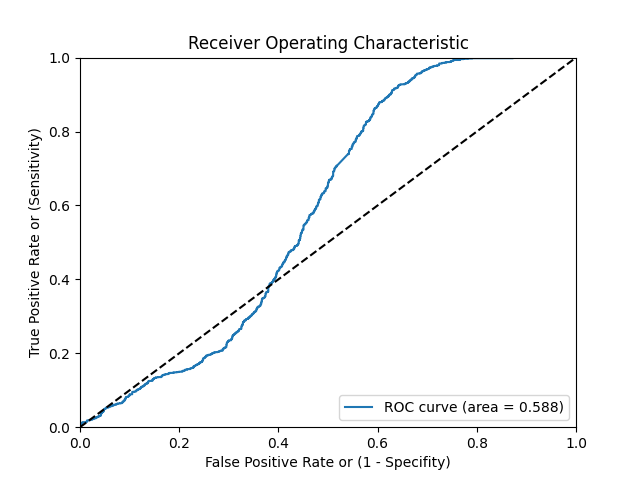 Receiver Operating Characteristic
True Positive Rate or (Sensitivity)
1.0
0.8
0.6
0.4
0.2
0.0
ROC curve (area = 0.588)
0.0 0.2 0.4 0.6 0.8 1.0
False Positive Rate or (1 - Specifity)